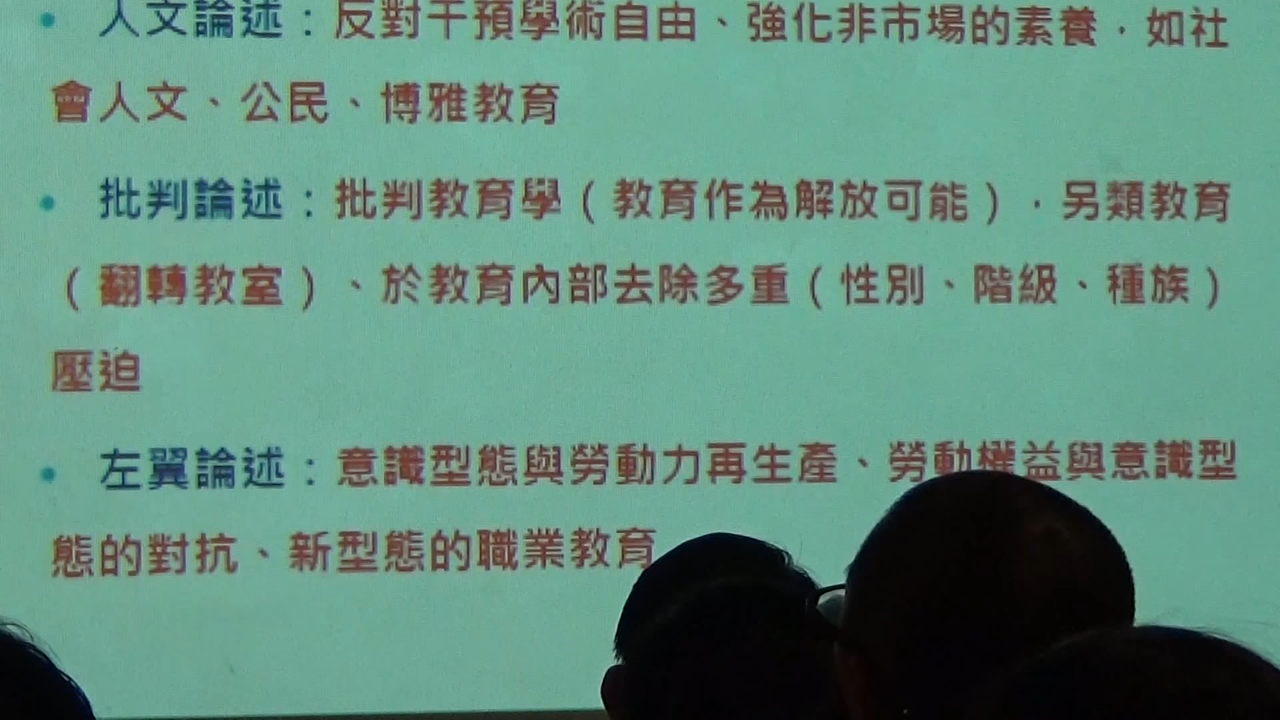 • 人文論述：反對干預學術自由、強化非市場的素養，如社
會人文、公民、博雅教育
• 批判論述：批判教育學（教育作為解放可能），另類教育
（翻轉教室）、於教育內部去除多重（性別、階級、種族）
壓迫
• 左翼論述：意識型態與勞動力再生產、勞動權益與意識型
態的對抗、新型態的職業教育